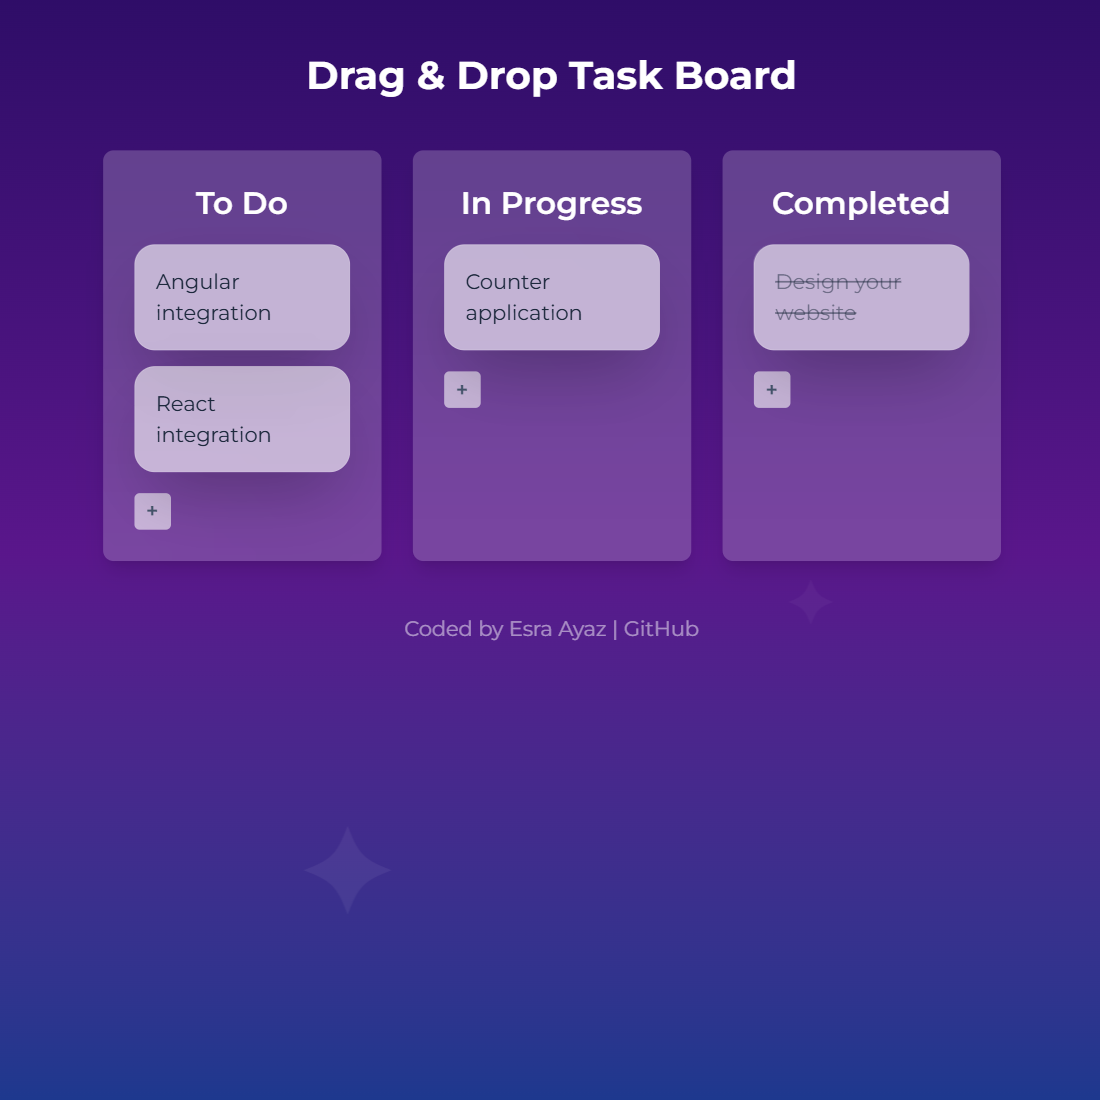 Drag & Drop Task Board
To Do
Angular
integration
React
integration
+
In Progress
Counter
application
+
Completed
Design your
website
+
Coded by Esra Ayaz | GitHub